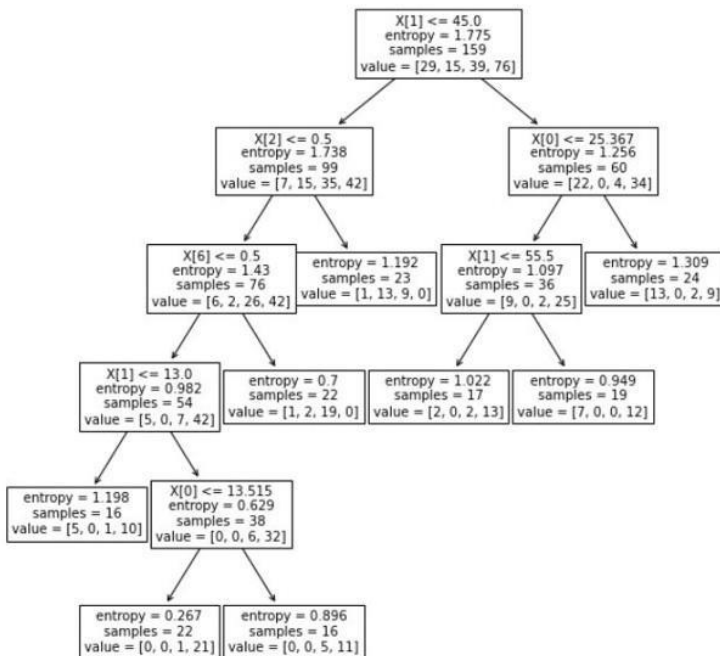 X[1] <= 45.0
entropy = 1.775
samples = 159
value = [29, 15, 39, 76]
X[2] <= 0.5
entropy = 1.738
samples = 99
value = [7, 15, 35, 42]
X[0] <= 25.367
entropy = 1.256
samples = 60
value = [22, 0, 4, 34]
X[6] <= 0.5
entropy = 1.43
samples = 76
value = [6, 2, 26, 42]
entropy = 1.192
samples = 23
value = [1, 13, 9, 0]
X[1] <= 55.5
entropy = 1.097
samples = 36
value = [9, 0, 2, 25]
entropy = 1.309
samples = 24
value = [13, 0, 2, 9]
X[1] <= 13.0
entropy = 0.982
samples = 54
value = [5, 0, 7, 42]
entropy = 0.7
samples = 22
value = [1, 2, 19, 0]
entropy = 1.022
samples = 17
value = [2, 0, 2, 13]
entropy = 0.949
samples = 19
value = [7, 0, 0, 12]
entropy = 1.198
samples = 16
value = [5, 0, 1, 10]
X[0] <= 13.515
entropy = 0.629
samples = 38
value = [0, 0, 6, 32]
entropy = 0.267
samples = 22
value = [0, 0, 1, 21]
entropy = 0.896
samples = 16
value = [0, 0, 5, 11]